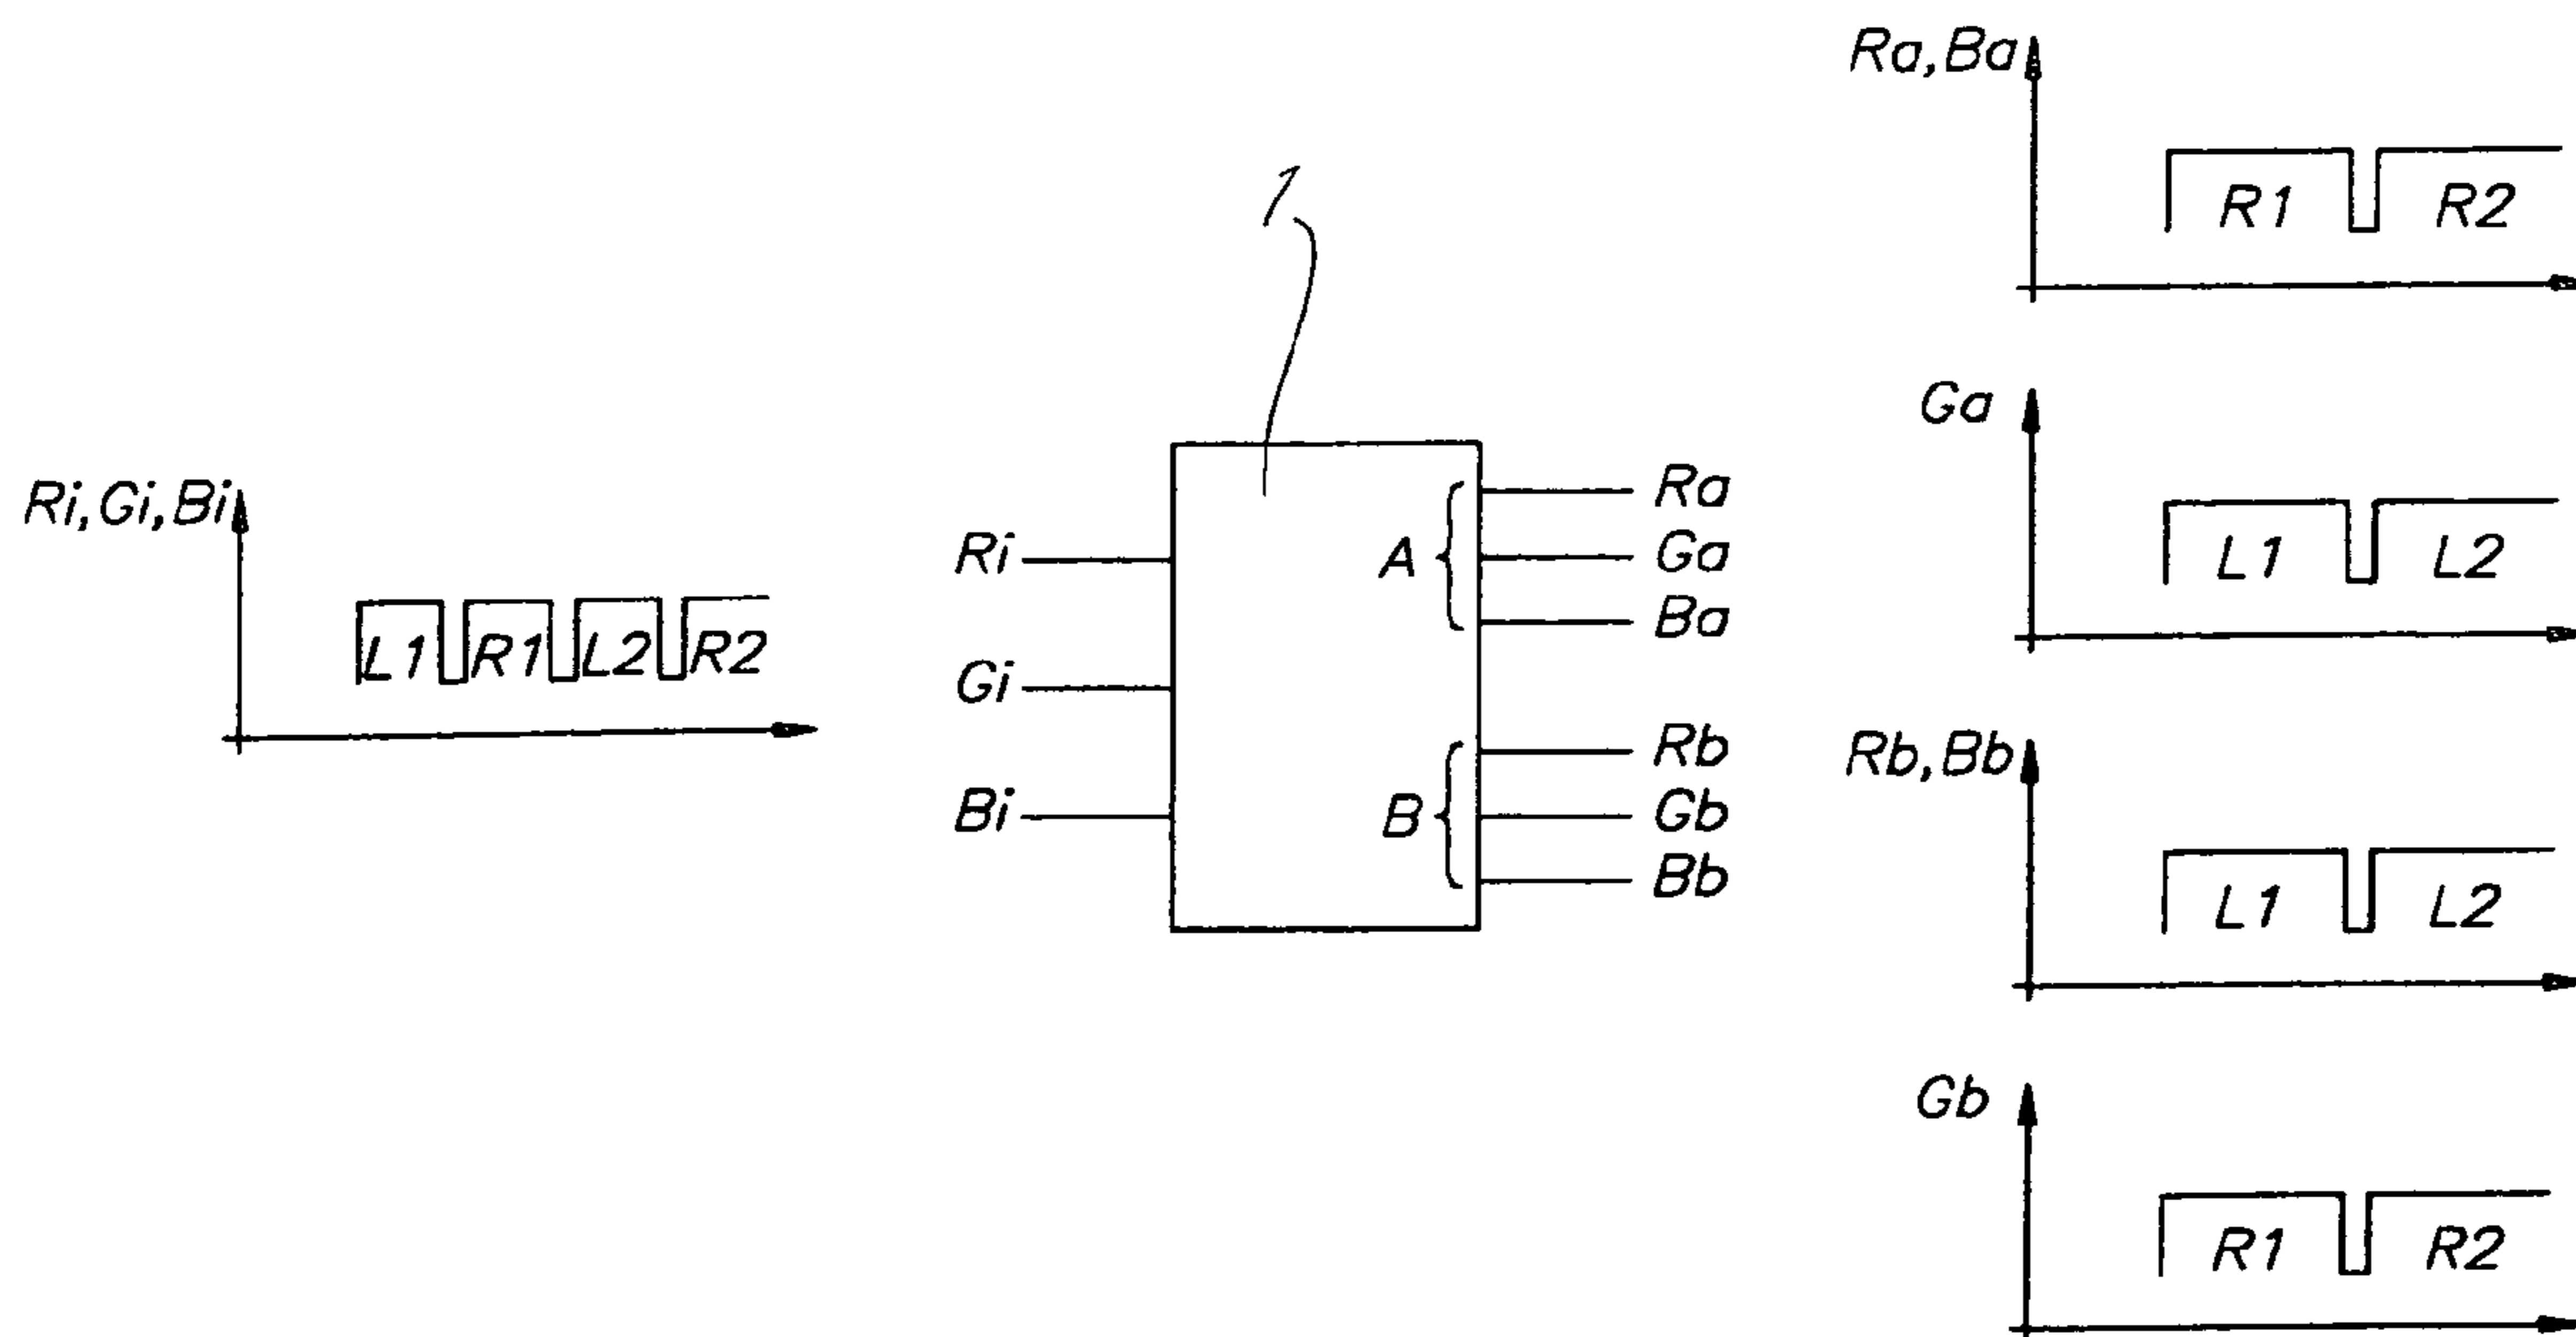 Ri,Gi,Bi
L1 R1 L2 R2
1
Ri
Gi
Bi
A
B
Ra
Ga
Ba
Rb
Gb
Bb
Ra,Ba
R1 R2
Ga
L1 L2
Rb,Bb
L1 L2
Gb
R1 R2